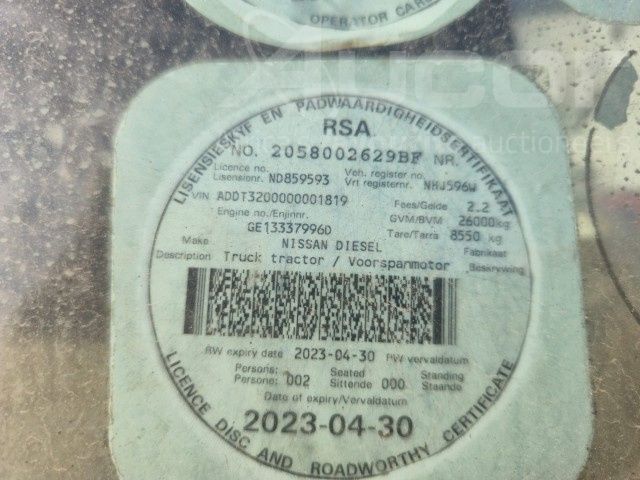 OPERATOR CARD
Aucor
auctioneers
LISENSIESKYF EN PADWAARDIGHEIDSERTIFIKAAT
RSA
NO. 2058002629BF NR.
Licence no. Veh. register no.
Lisensienr. ND859593 Vrt registernr. NHJ596W
VIN ADDT3200000001819 Fees/Gelde 2.2
Engine no./Enjinnr. GVM/BVM 26000kg
GE13337996D Tare/Tarra 8550 kg
Make NISSAN DIESEL Fabrikaat
Description Truck tractor / Voorspanmotor Beskrywing
RW expiry date 2023-04-30 PW vervaldatum
Persons: Seated Standing
Persone: 002 Sittende 000 Staande
Date of expiry/Vervaldatum
2023-04-30
LICENCE DISC AND ROADWORTHY CERTIFICATE